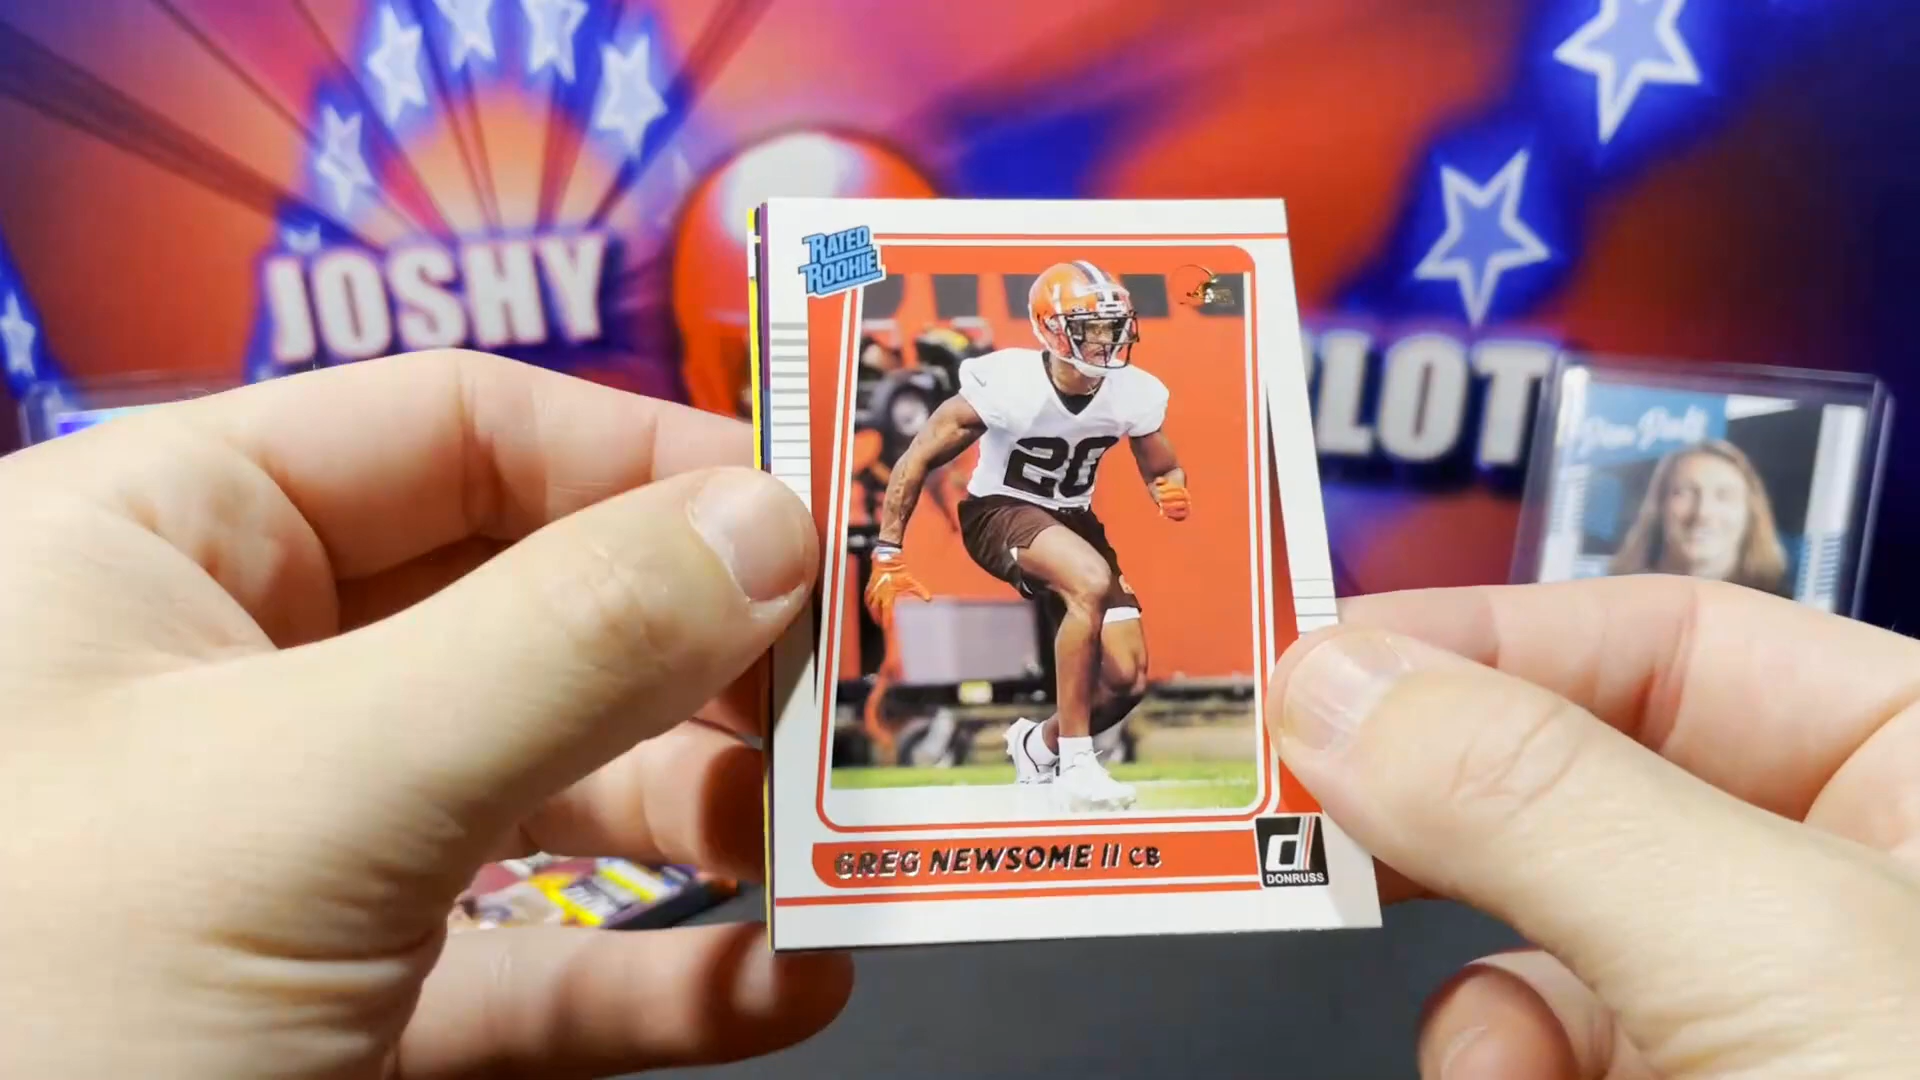 JOSHY
LOT
RATED
ROOKIE
20
GREG NEWSOME II CB
d
DONRUSS